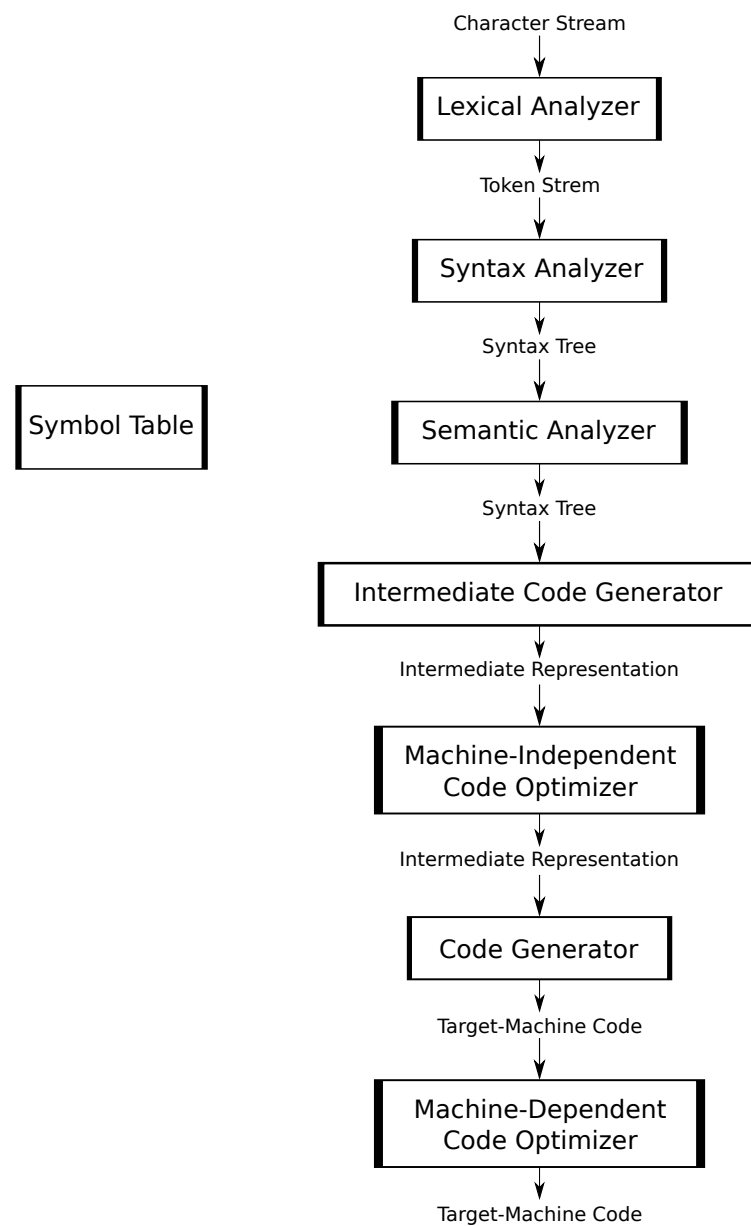 Character Stream
Lexical Analyzer
Token Strem
Syntax Analyzer
Syntax Tree
Symbol Table
Semantic Analyzer
Syntax Tree
Intermediate Code Generator
Intermediate Representation
Machine-Independent
Code Optimizer
Intermediate Representation
Code Generator
Target-Machine Code
Machine-Dependent
Code Optimizer
Target-Machine Code